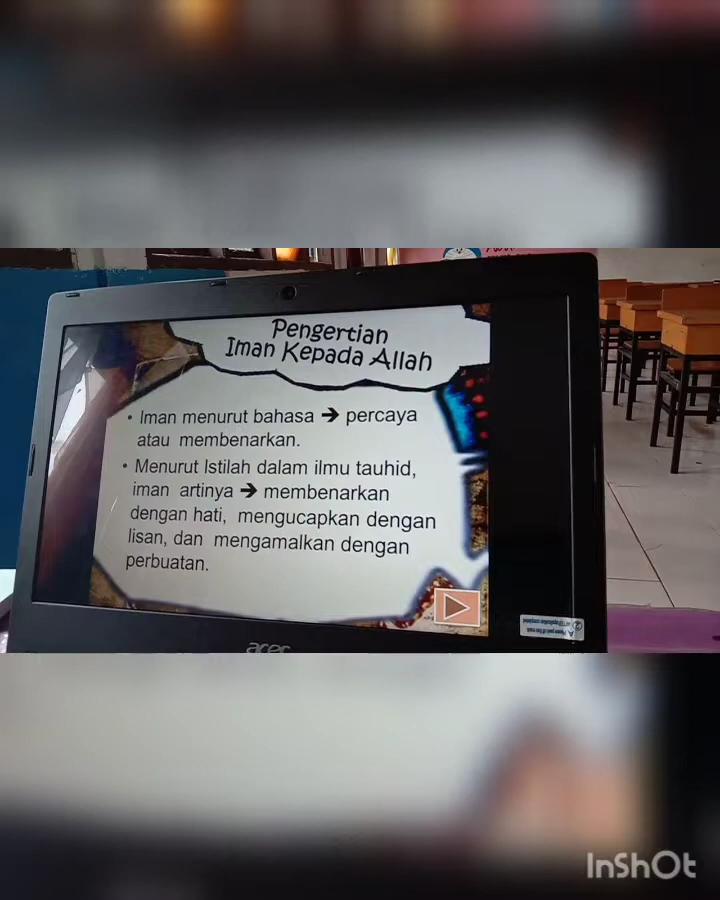 Pengertian
Iman Kepada Allah
• Iman menurut bahasa → percaya
atau membenarkan.
• Menurut Istilah dalam ilmu tauhid,
iman artinya → membenarkan
dengan hati, mengucapkan dengan
lisan, dan mengamalkan dengan
perbuatan.
acer
InShOt